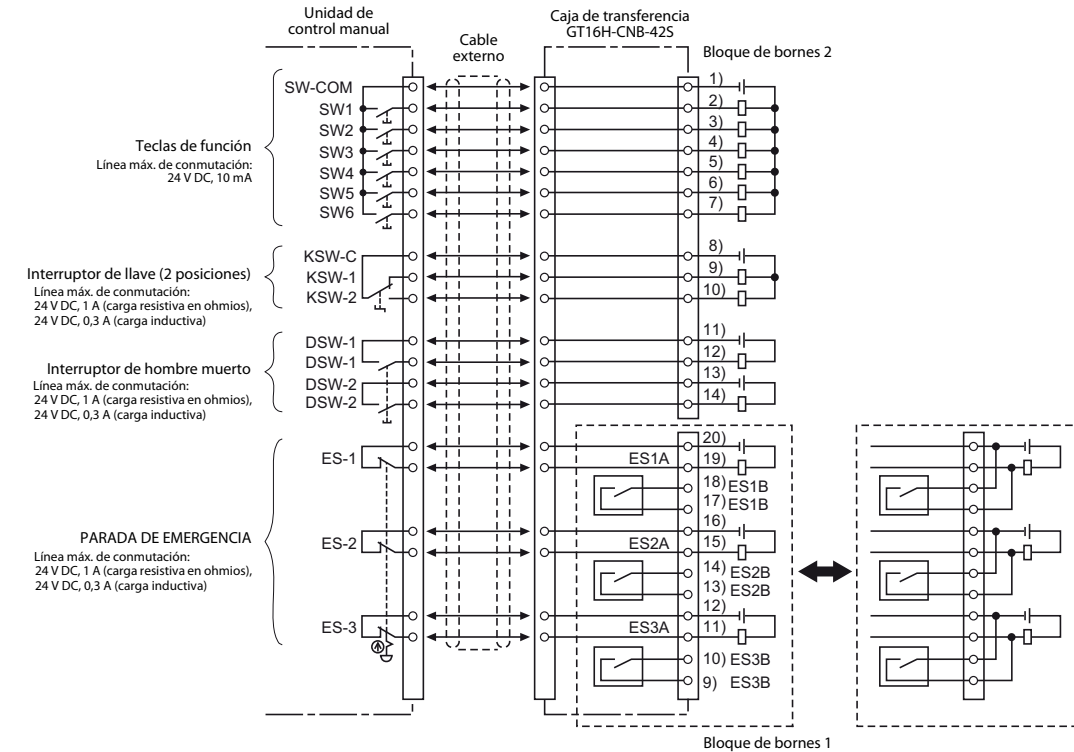 Unidad de
control manual
Cable
externo
Caja de transferencia
GT16H-CNB-42S
Bloque de bornes 2
Teclas de función
Línea máx. de conmutación:
24 V DC, 10 mA
SW-COM
SW1
SW2
SW3
SW4
SW5
SW6
1)
2)
3)
4)
5)
6)
7)
Interruptor de llave (2 posiciones)
Línea máx. de conmutación:
24 V DC, 1 A (carga resistiva en ohmios),
24 V DC, 0,3 A (carga inductiva)
KSW-C
KSW-1
KSW-2
8)
9)
10)
Interruptor de hombre muerto
Línea máx. de conmutación:
24 V DC, 1 A (carga resistiva en ohmios),
24 V DC, 0,3 A (carga inductiva)
DSW-1
DSW-1
DSW-2
DSW-2
11)
12)
13)
14)
PARADA DE EMERGENCIA
Línea máx. de conmutación:
24 V DC, 1 A (carga resistiva en ohmios),
24 V DC, 0,3 A (carga inductiva)
ES-1
ES-2
ES-3
20)
ES1A 19)
18) ES1B
17) ES1B
16)
ES2A 15)
14) ES2B
13) ES2B
12)
ES3A 11)
10) ES3B
9) ES3B
Bloque de bornes 1